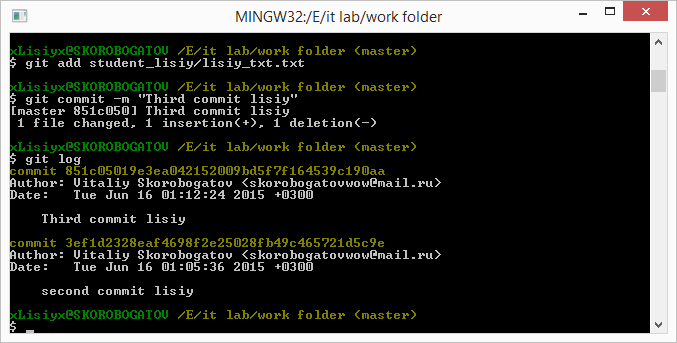 MINGW32:/E/it lab/work folder
xLisiyx@SKOROBOGATOV /E/it lab/work folder (master)
$ git add student_lisiy/lisiy_txt.txt
xLisiyx@SKOROBOGATOV /E/it lab/work folder (master)
$ git commit -m "Third commit lisiy"
[master 851c050] Third commit lisiy
 1 file changed, 1 insertion(+), 1 deletion(-)
xLisiyx@SKOROBOGATOV /E/it lab/work folder (master)
$ git log
commit 851c05019e3ea042152009bd5f7f164539c190aa
Author: Vitaliy Skorobogatov <skorobogatovwow@mail.ru>
Date:   Tue Jun 16 01:12:24 2015 +0300
    Third commit lisiy
commit 3ef1d2328eaf4698f2e25028fb49c465721d5c9e
Author: Vitaliy Skorobogatov <skorobogatovwow@mail.ru>
Date:   Tue Jun 16 01:05:36 2015 +0300
    second commit lisiy
xLisiyx@SKOROBOGATOV /E/it lab/work folder (master)
$ _